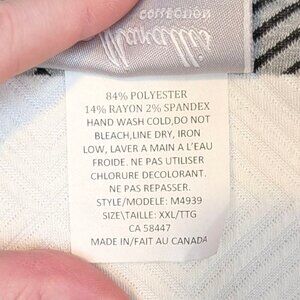 COLLECTION
84% POLYESTER
14% RAYON 2% SPANDEX
HAND WASH COLD,DO NOT
BLEACH,LINE DRY, IRON
LOW, LAVER A MAIN A L'EAU
FROIDE. NE PAS UTILISER
CHLORURE DECOLORANT.
NE PAS REPASSER.
STYLE/MODELE: M4939
SIZE\TAILLE: XXL/TTG
CA 58447
MADE IN/FAIT AU CANADA